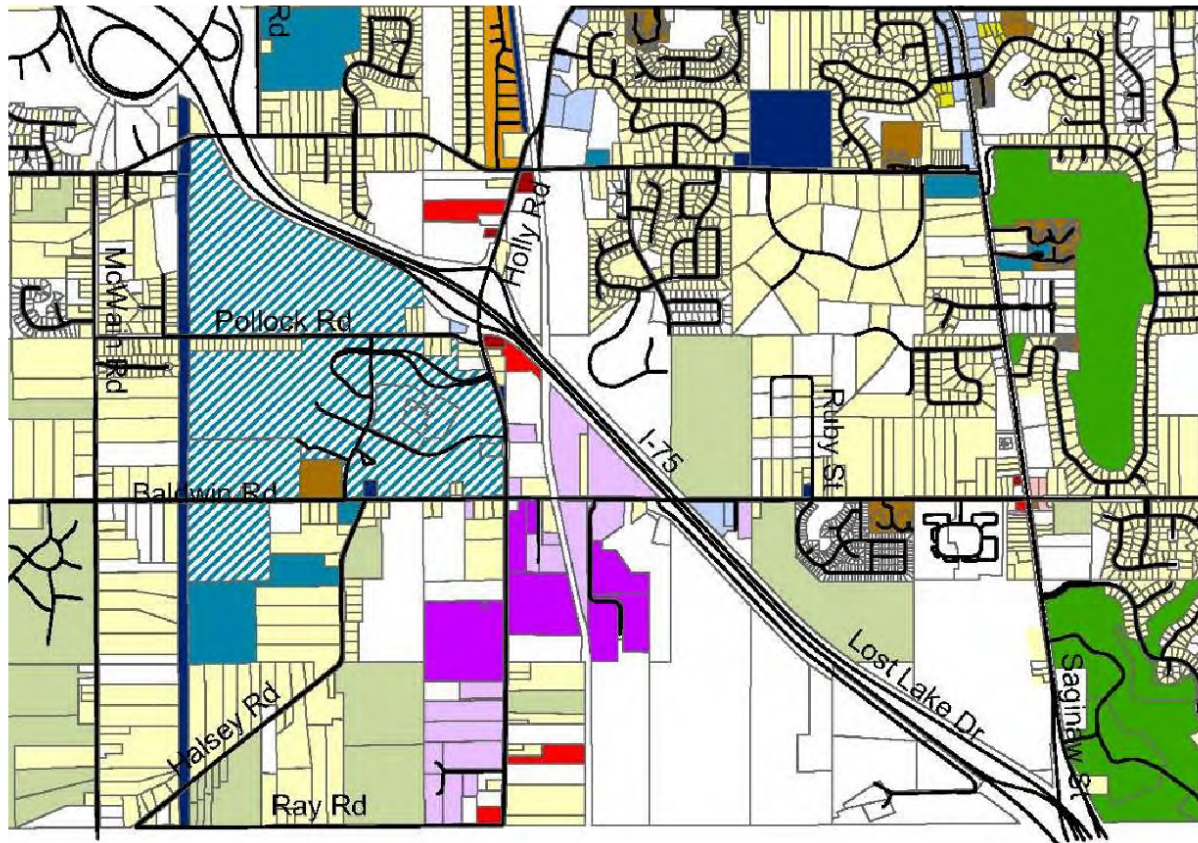 Rd
Holly Rd
McWan Rd
Pollock Rd
I-75
Ruby St
Baldwin Rd
Lost Lake Dr
Saginaw St
Halsey Rd
Ray Rd